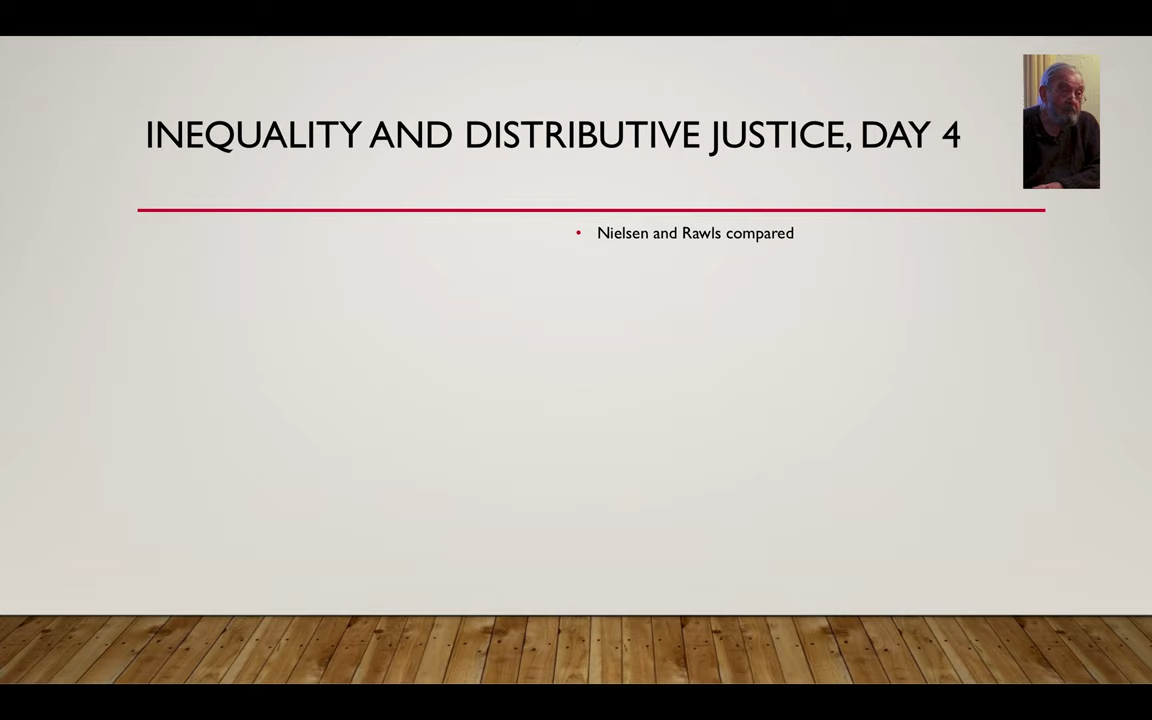 INEQUALITY AND DISTRIBUTIVE JUSTICE, DAY 4
• Nielsen and Rawls compared